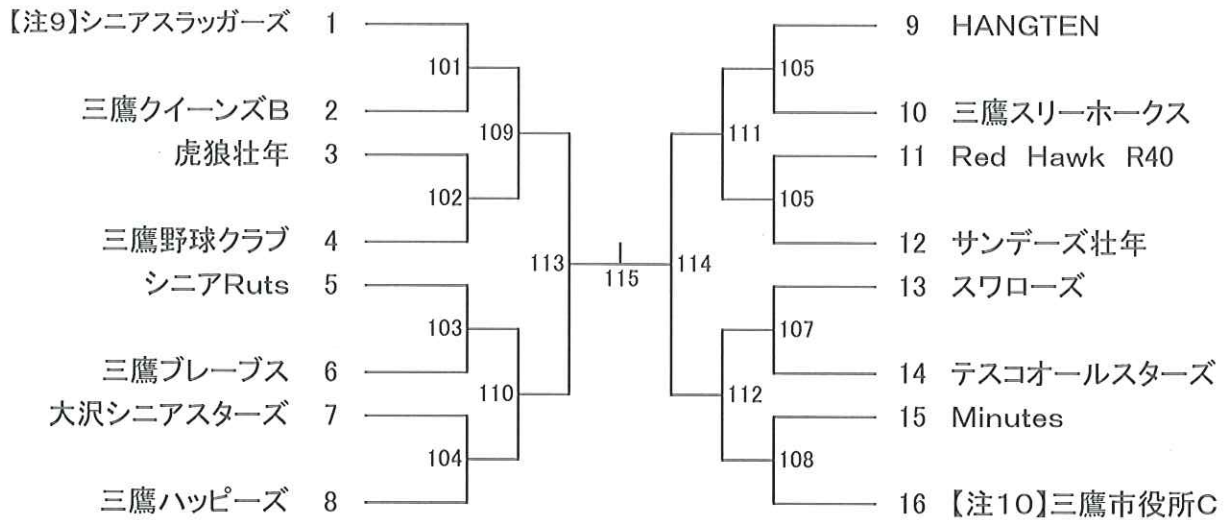 【注9】シニアスラッガーズ 1
101
三鷹クイーンズB 2
109
虎狼壮年 3
102
三鷹野球クラブ 4
113
シニアRuts 5
103
三鷹ブレーブス 6
110
大沢シニアスターズ 7
104
三鷹ハッピーズ 8
115
9 HANGTEN
105
10 三鷹スリーホークス
111
11 Red Hawk R40
105
12 サンデーズ壮年
114
13 スワローズ
107
14 テスコオールスターズ
112
15 Minutes
108
16 【注10】三鷹市役所C